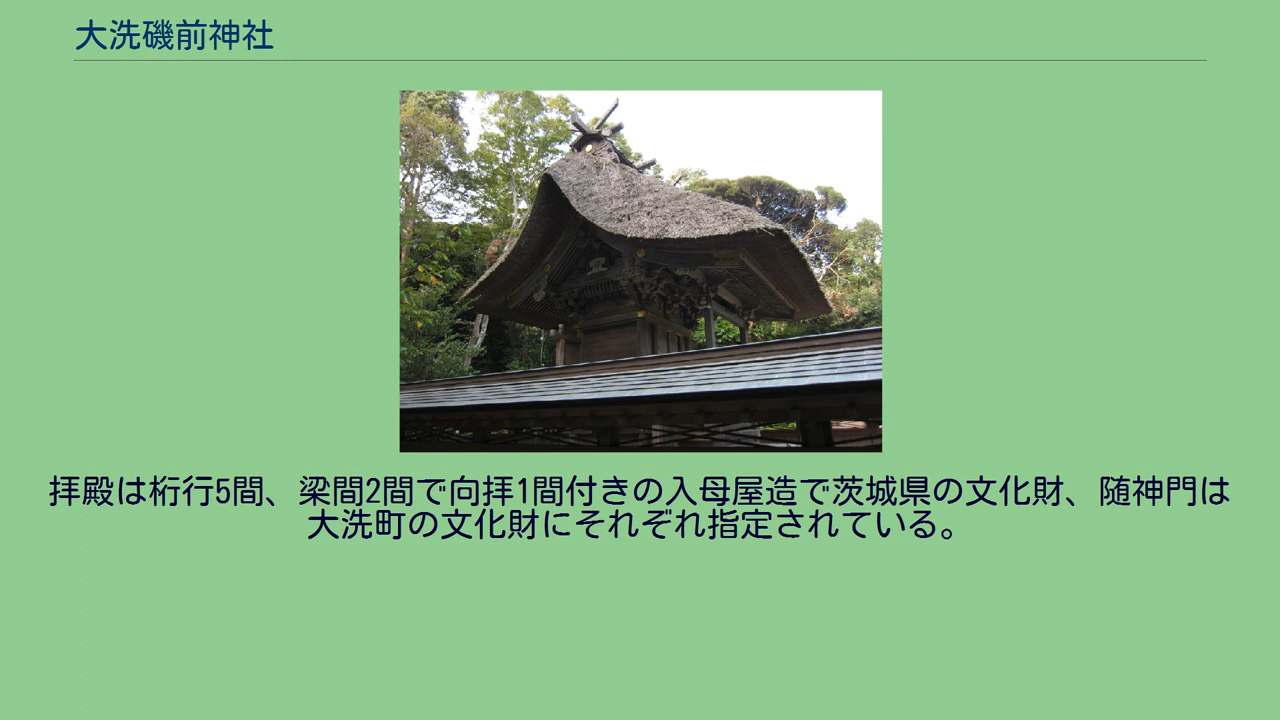 大洗磯前神社
拝殿は桁行5間、梁間2間で向拝1間付きの入母屋造で茨城県の文化財、随神門は
大洗町の文化財にそれぞれ指定されている。